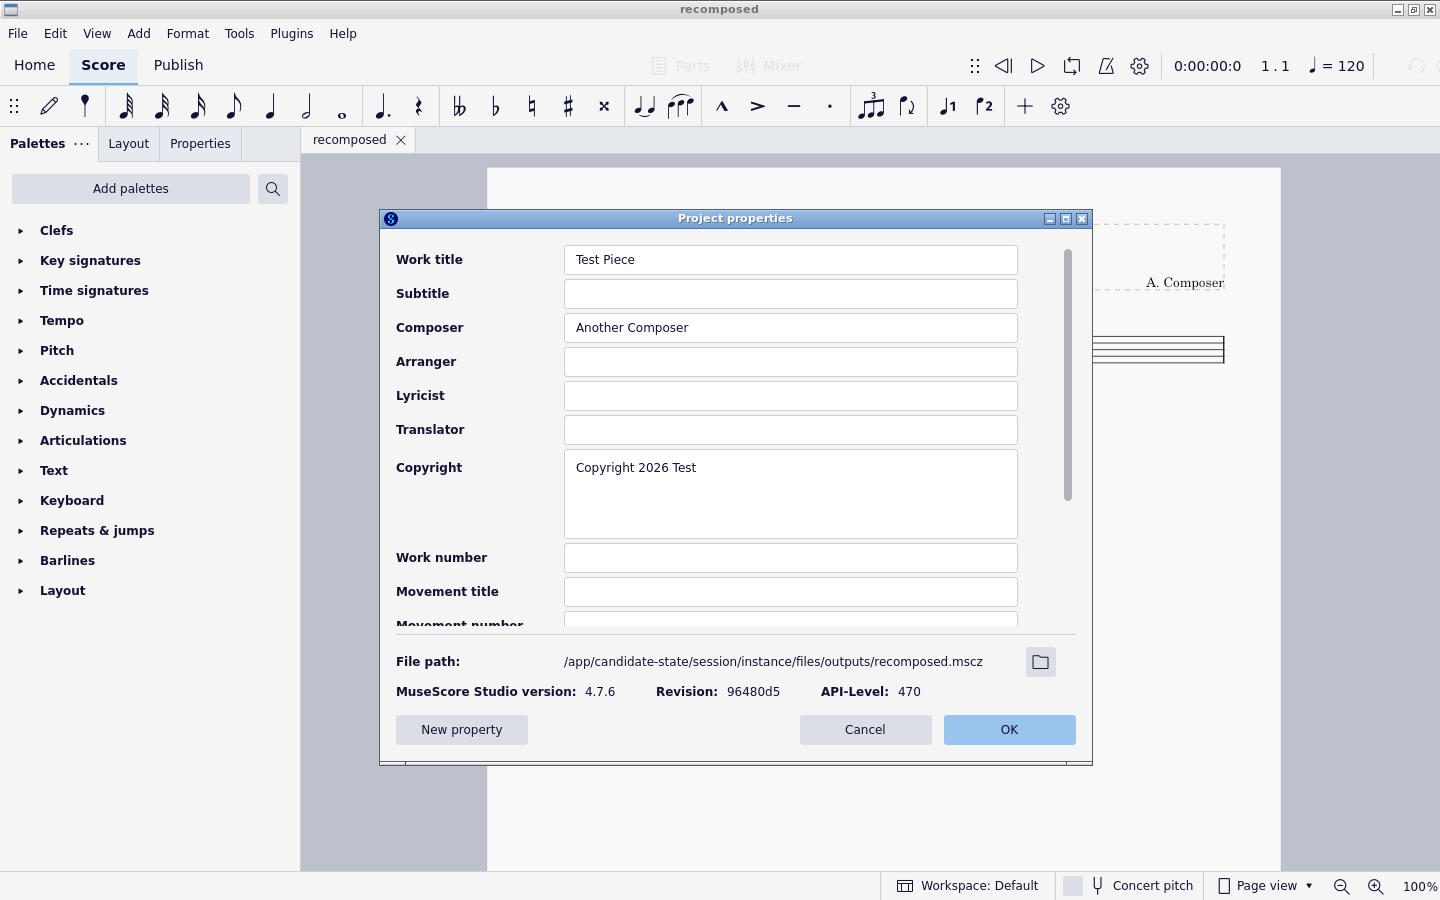 recomposed
File Edit View Add Format Tools Plugins Help
Home Score Publish Parts Mixer 0:00:00:0 1 . 1 = 120
3
1 2
Palettes Layout Properties
recomposed
Add palettes
Clefs
Key signatures
Time signatures
Tempo
Pitch
Accidentals
Dynamics
Articulations
Text
Keyboard
Repeats & jumps
Barlines
Layout
A. Composer
Project properties
Work title Test Piece
Subtitle
Composer Another Composer
Arranger
Lyricist
Translator
Copyright Copyright 2026 Test
Work number
Movement title
Movement number
File path: /app/candidate-state/session/instance/files/outputs/recomposed.mscz
MuseScore Studio version: 4.7.6 Revision: 96480d5 API-Level: 470
New property Cancel OK
Workspace: Default Concert pitch Page view 100%